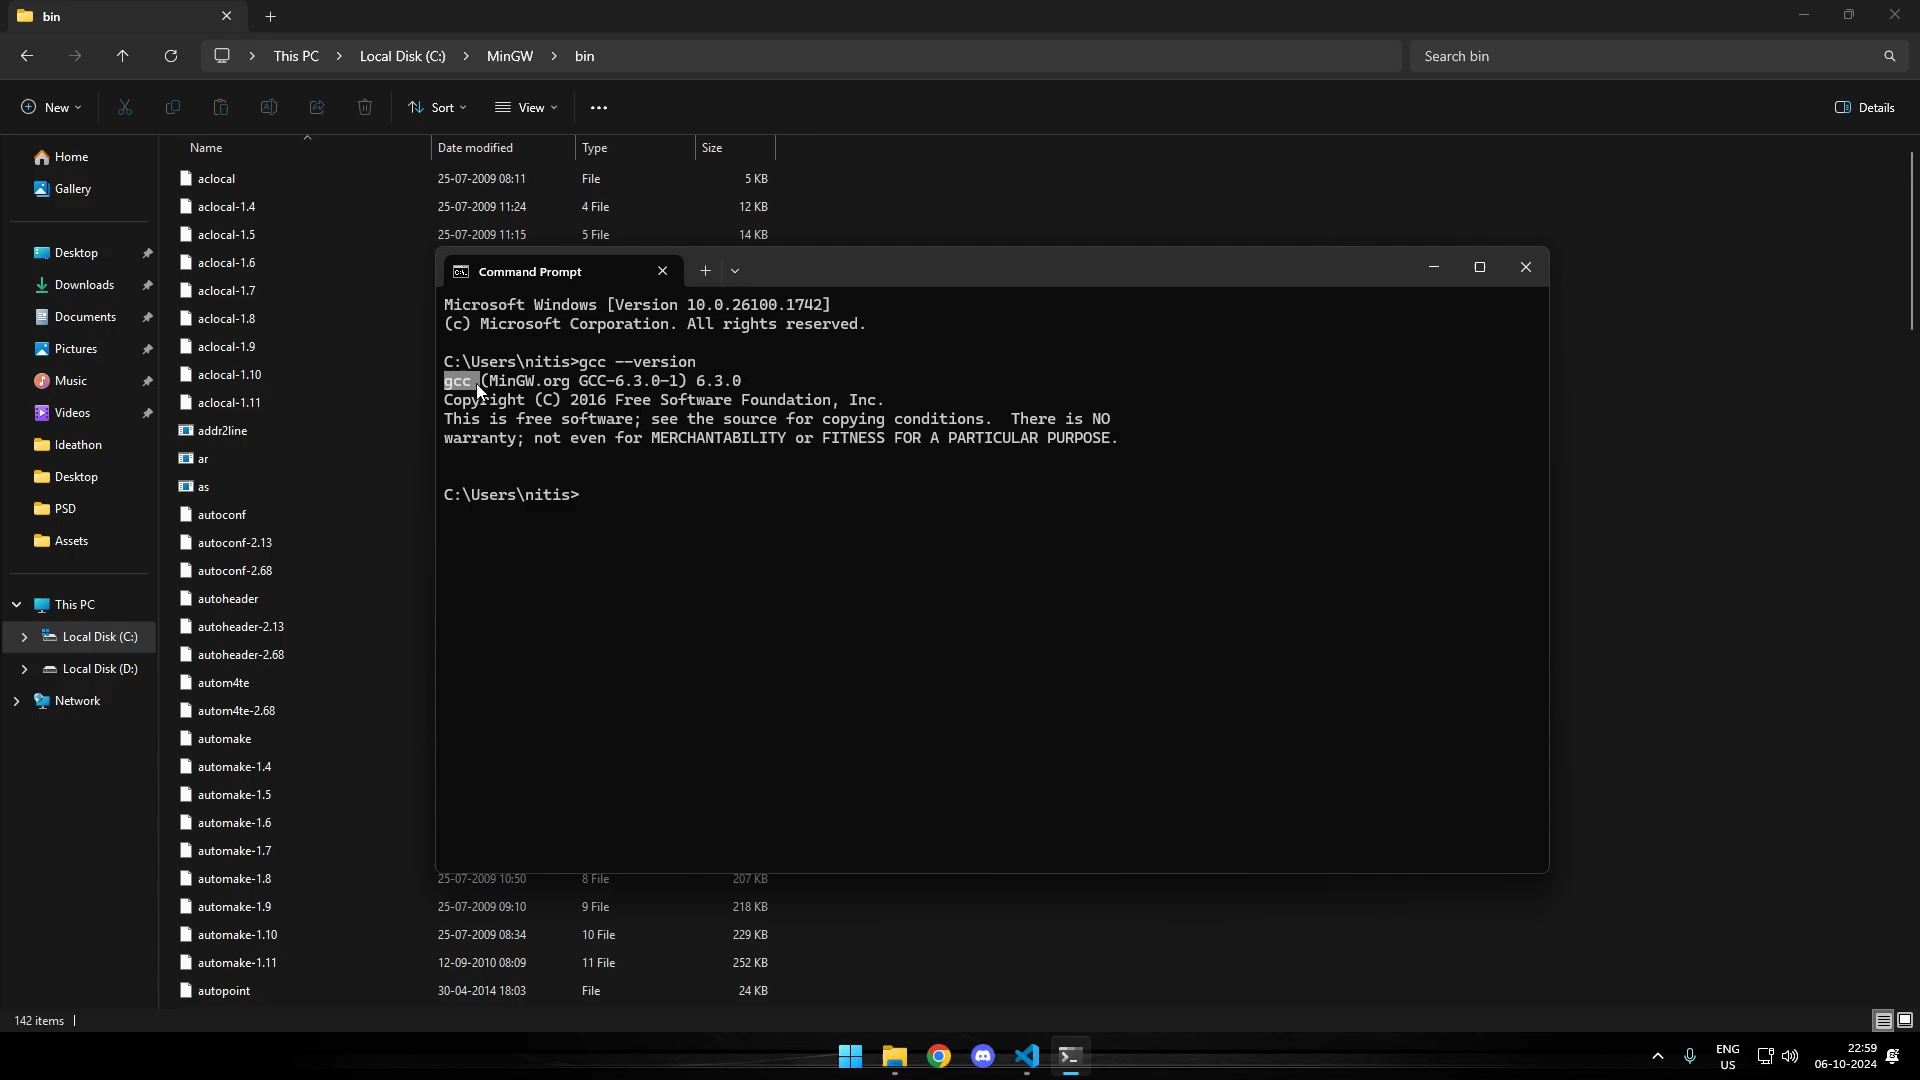 bin
This PC
Local Disk (C:)
MinGW
bin
Search bin
New
Sort
View
Details
Name
Date modified
Type
Size
aclocal 25-07-2009 08:11 File 5 KB
aclocal-1.4 25-07-2009 11:24 4 File 12 KB
aclocal-1.5 25-07-2009 11:15 5 File 14 KB
aclocal-1.6
aclocal-1.7
aclocal-1.8
aclocal-1.9
aclocal-1.10
aclocal-1.11
addr2line
ar
as
autoconf
autoconf-2.13
autoconf-2.68
autoheader
autoheader-2.13
autoheader-2.68
autom4te
autom4te-2.68
automake
automake-1.4
automake-1.5
automake-1.6
automake-1.7
automake-1.8 25-07-2009 10:50 8 File 207 KB
automake-1.9 25-07-2009 09:10 9 File 218 KB
automake-1.10 25-07-2009 08:34 10 File 229 KB
automake-1.11 12-09-2010 08:09 11 File 252 KB
autopoint 30-04-2014 18:03 File 24 KB
Home
Gallery
Desktop
Downloads
Documents
Pictures
Music
Videos
Ideathon
Desktop
PSD
Assets
This PC
Local Disk (C:)
Local Disk (D:)
Network
Command Prompt
Microsoft Windows [Version 10.0.26100.1742]
(c) Microsoft Corporation. All rights reserved.
C:\Users\nitis>gcc --version
gcc (MinGW.org GCC-6.3.0-1) 6.3.0
Copyright (C) 2016 Free Software Foundation, Inc.
This is free software; see the source for copying conditions.  There is NO
warranty; not even for MERCHANTABILITY or FITNESS FOR A PARTICULAR PURPOSE.
C:\Users\nitis>
142 items
ENG
US
22:59
06-10-2024